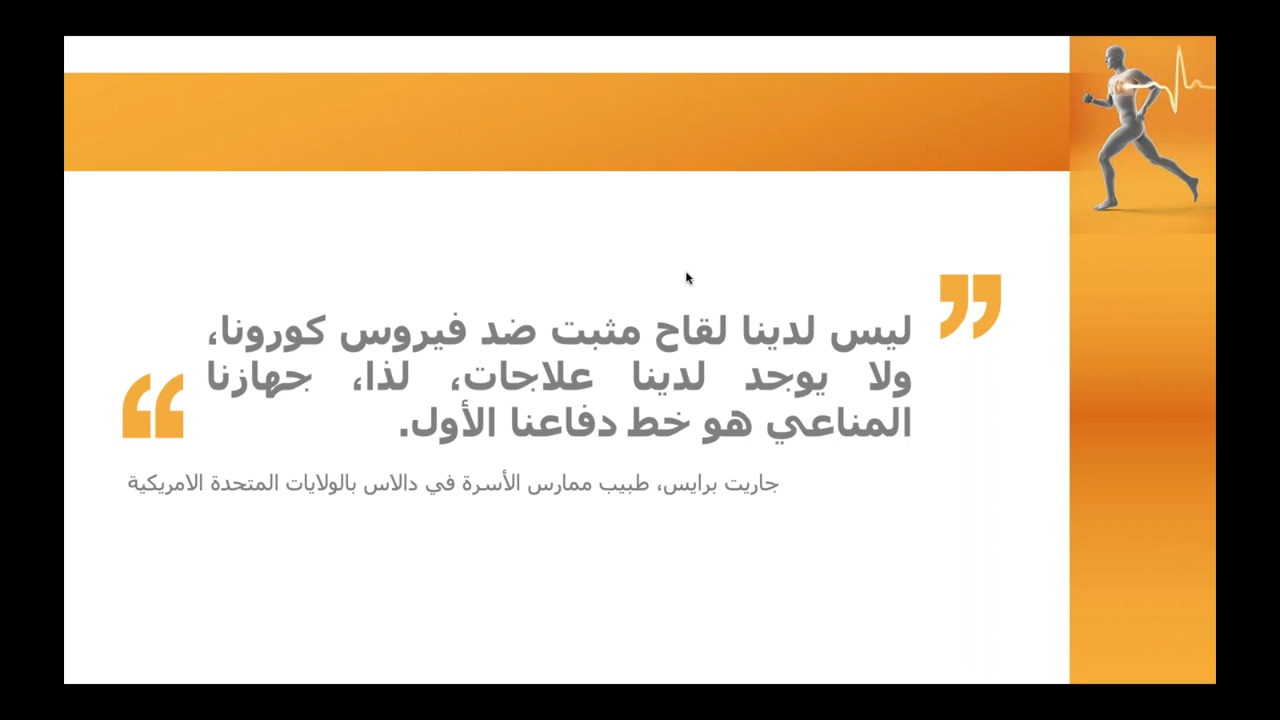 ليس لدينا لقاح مثبت ضد فيروس كورونا،
ولا يوجد لدينا علاجات، لذا، جهازنا
المناعي هو خط دفاعنا الأول.
جاريت برايس، طبيب ممارس الأسرة في دالاس بالولايات المتحدة الامريكية